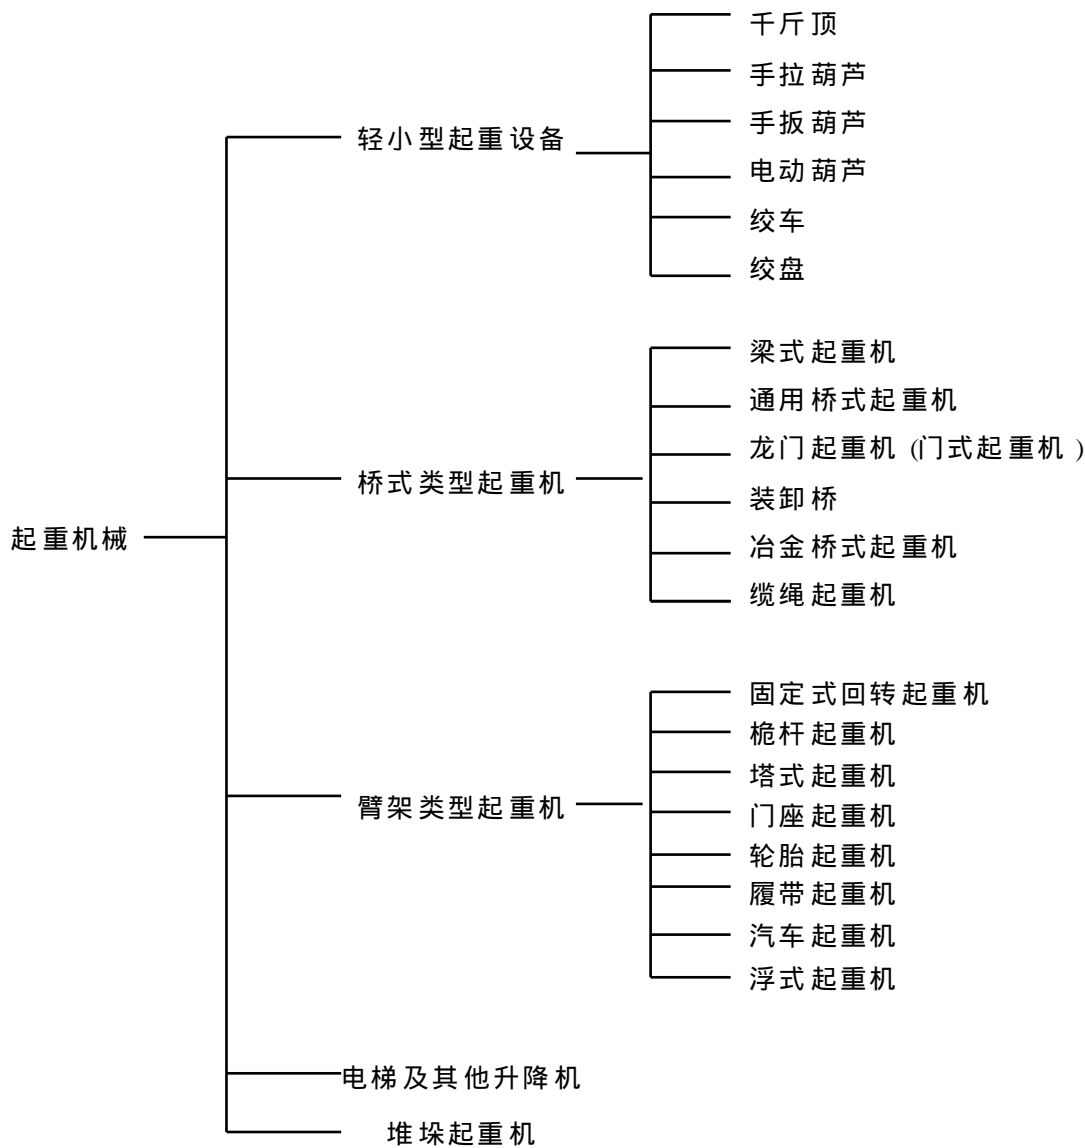 起重机械
轻小型起重设备
千斤顶
手拉葫芦
手扳葫芦
电动葫芦
绞车
绞盘
桥式类型起重机
梁式起重机
通用桥式起重机
龙门起重机 (门式起重机)
装卸桥
冶金桥式起重机
缆绳起重机
臂架类型起重机
固定式回转起重机
桅杆起重机
塔式起重机
门座起重机
轮胎起重机
履带起重机
汽车起重机
浮式起重机
电梯及其他升降机
堆垛起重机